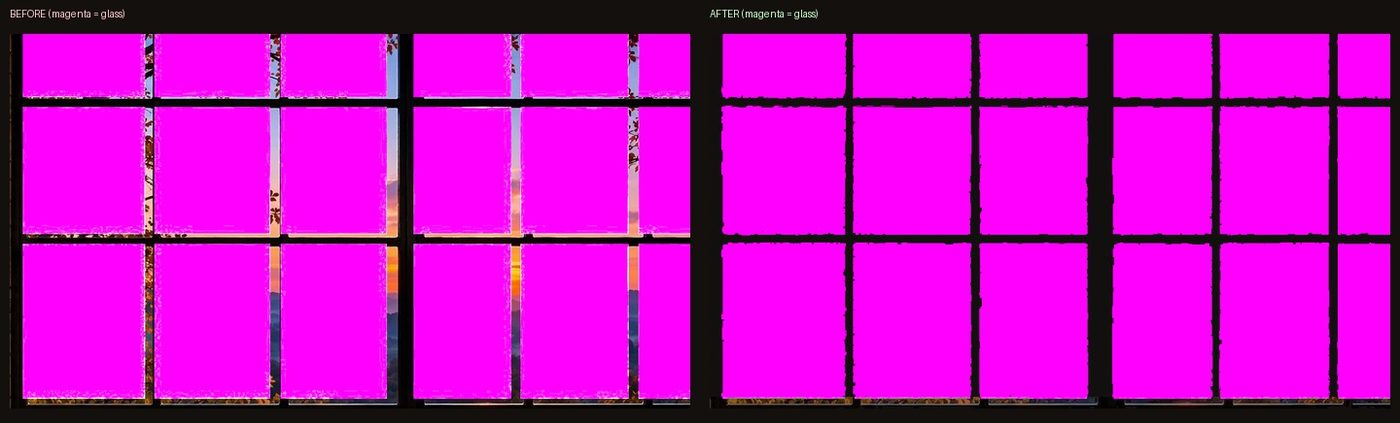 BEFORE (magenta = glass)
AFTER (magenta = glass)